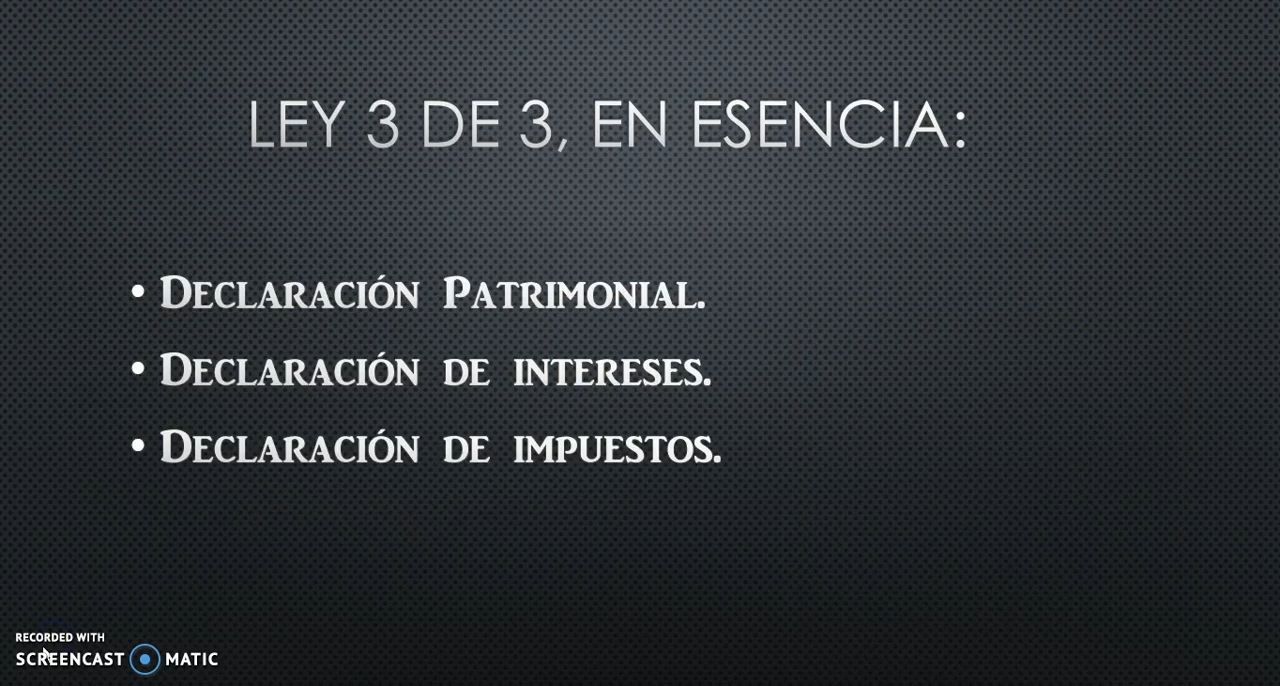 LEY 3 DE 3, EN ESENCIA:
• Declaración Patrimonial.
• Declaración de intereses.
• Declaración de impuestos.
RECORDED WITH
SCREENCAST MATIC